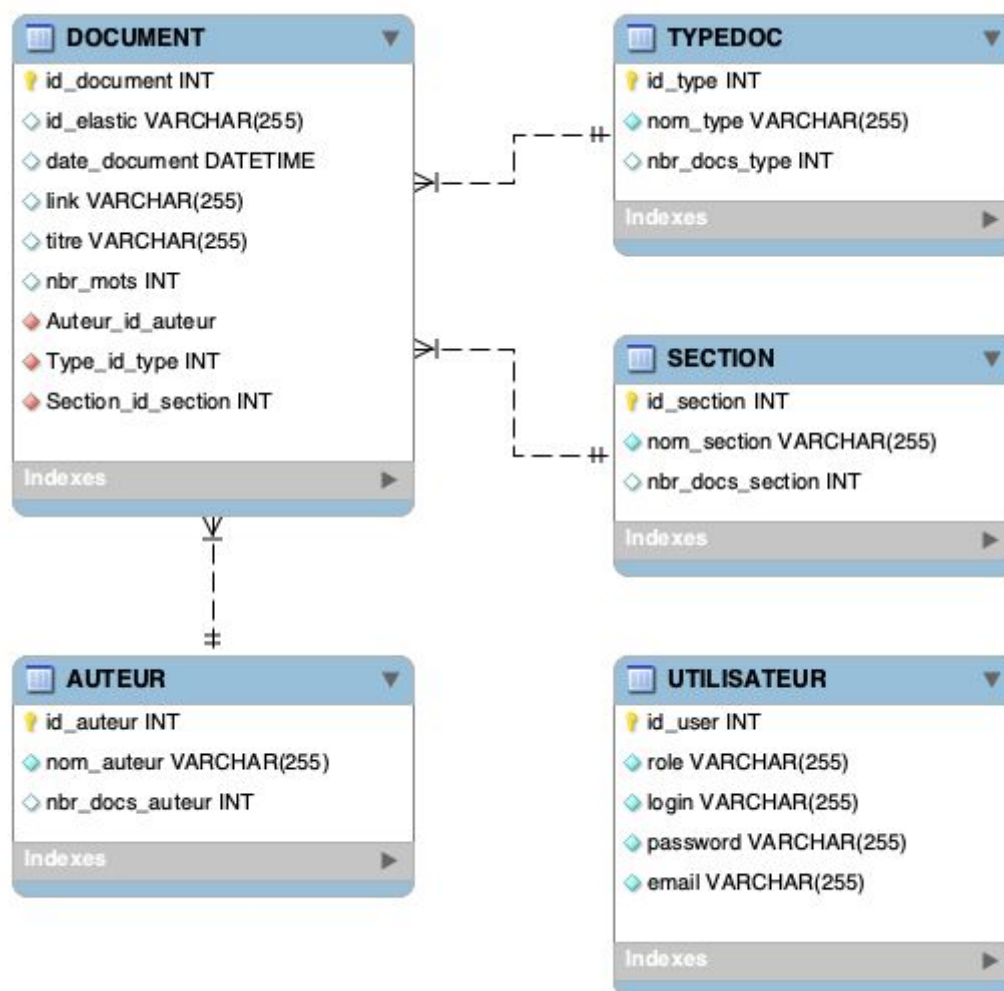 DOCUMENT
id_document INT
id_elastic VARCHAR(255)
date_document DATETIME
link VARCHAR(255)
titre VARCHAR(255)
nbr_mots INT
Auteur_id_auteur
Type_id_type INT
Section_id_section INT
Indexes
TYPEDOC
id_type INT
nom_type VARCHAR(255)
nbr_docs_type INT
Indexes
SECTION
id_section INT
nom_section VARCHAR(255)
nbr_docs_section INT
Indexes
AUTEUR
id_auteur INT
nom_auteur VARCHAR(255)
nbr_docs_auteur INT
Indexes
UTILISATEUR
id_user INT
role VARCHAR(255)
login VARCHAR(255)
password VARCHAR(255)
email VARCHAR(255)
Indexes